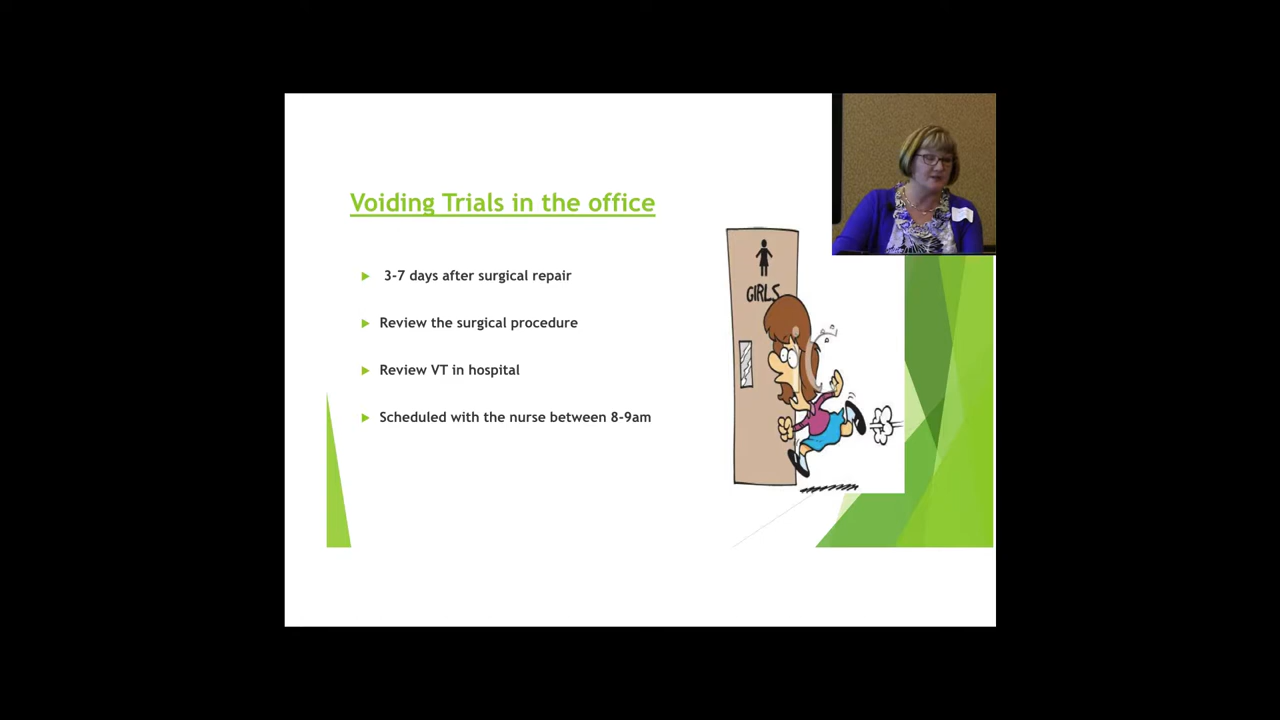 Voiding Trials in the office
3-7 days after surgical repair
Review the surgical procedure
Review VT in hospital
Scheduled with the nurse between 8-9am
GIRLS